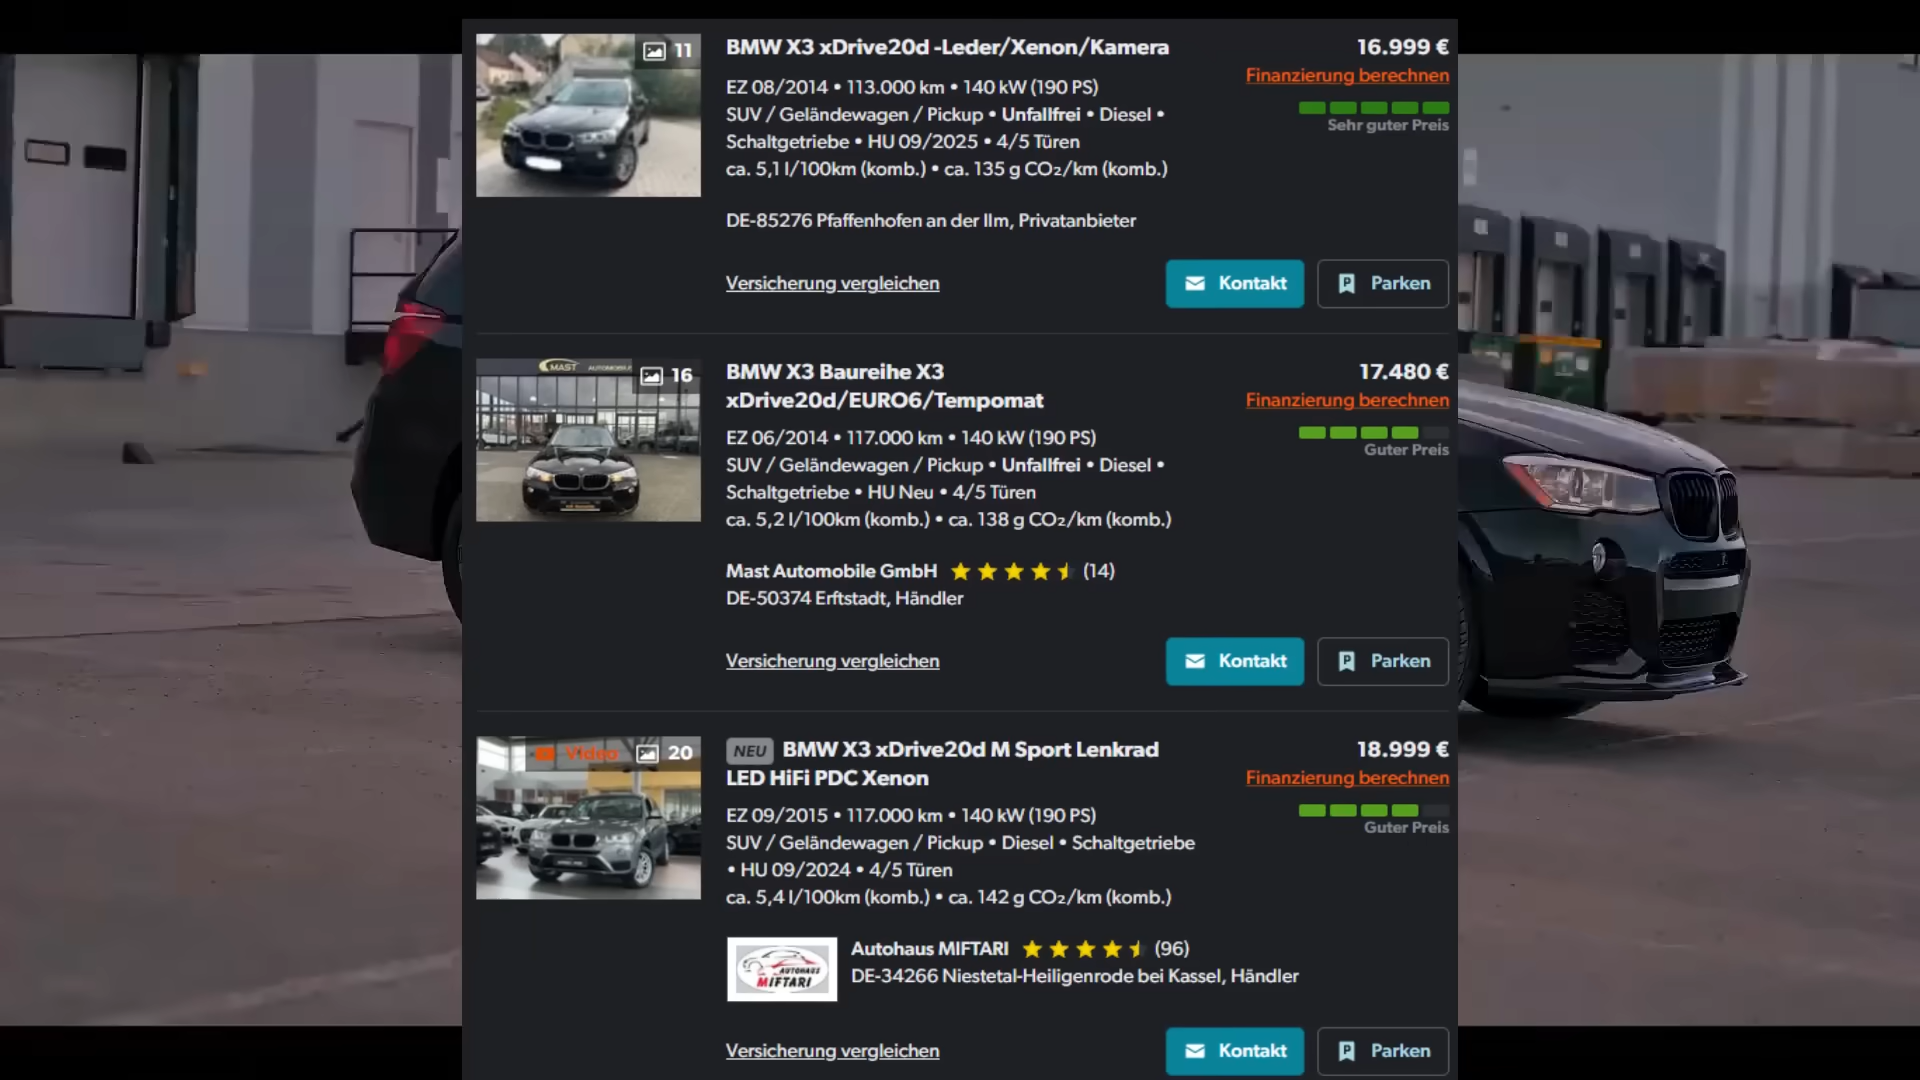 11
BMW X3 xDrive20d -Leder/Xenon/Kamera
16.999 €
Finanzierung berechnen
EZ 08/2014 • 113.000 km • 140 kW (190 PS)
SUV / Geländewagen / Pickup • Unfallfrei • Diesel •
Sehr guter Preis
Schaltgetriebe • HU 09/2025 • 4/5 Türen
ca. 5,1 l/100km (komb.) • ca. 135 g CO₂/km (komb.)
DE-85276 Pfaffenhofen an der Ilm, Privatanbieter
Versicherung vergleichen
Kontakt
Parken
MAST AUTOMOBILE
16
BMW X3 Baureihe X3
17.480 €
xDrive20d/EURO6/Tempomat
Finanzierung berechnen
EZ 06/2014 • 117.000 km • 140 kW (190 PS)
Guter Preis
SUV / Geländewagen / Pickup • Unfallfrei • Diesel •
Schaltgetriebe • HU Neu • 4/5 Türen
ca. 5,2 l/100km (komb.) • ca. 138 g CO₂/km (komb.)
Mast Automobile GmbH (14)
DE-50374 Erftstadt, Händler
Versicherung vergleichen
Kontakt
Parken
Video
20
NEU BMW X3 xDrive20d M Sport Lenkrad
18.999 €
LED HiFi PDC Xenon
Finanzierung berechnen
EZ 09/2015 • 117.000 km • 140 kW (190 PS)
Guter Preis
SUV / Geländewagen / Pickup • Diesel • Schaltgetriebe
• HU 09/2024 • 4/5 Türen
ca. 5,4 l/100km (komb.) • ca. 142 g CO₂/km (komb.)
AUTOHAUS
MIFTARI
Autohaus MIFTARI (96)
DE-34266 Niestetal-Heiligenrode bei Kassel, Händler
Versicherung vergleichen
Kontakt
Parken